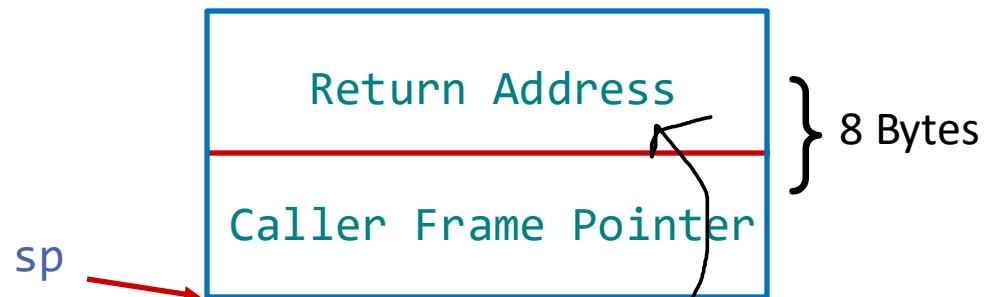 Return Address
} 8 Bytes
Caller Frame Pointer
sp